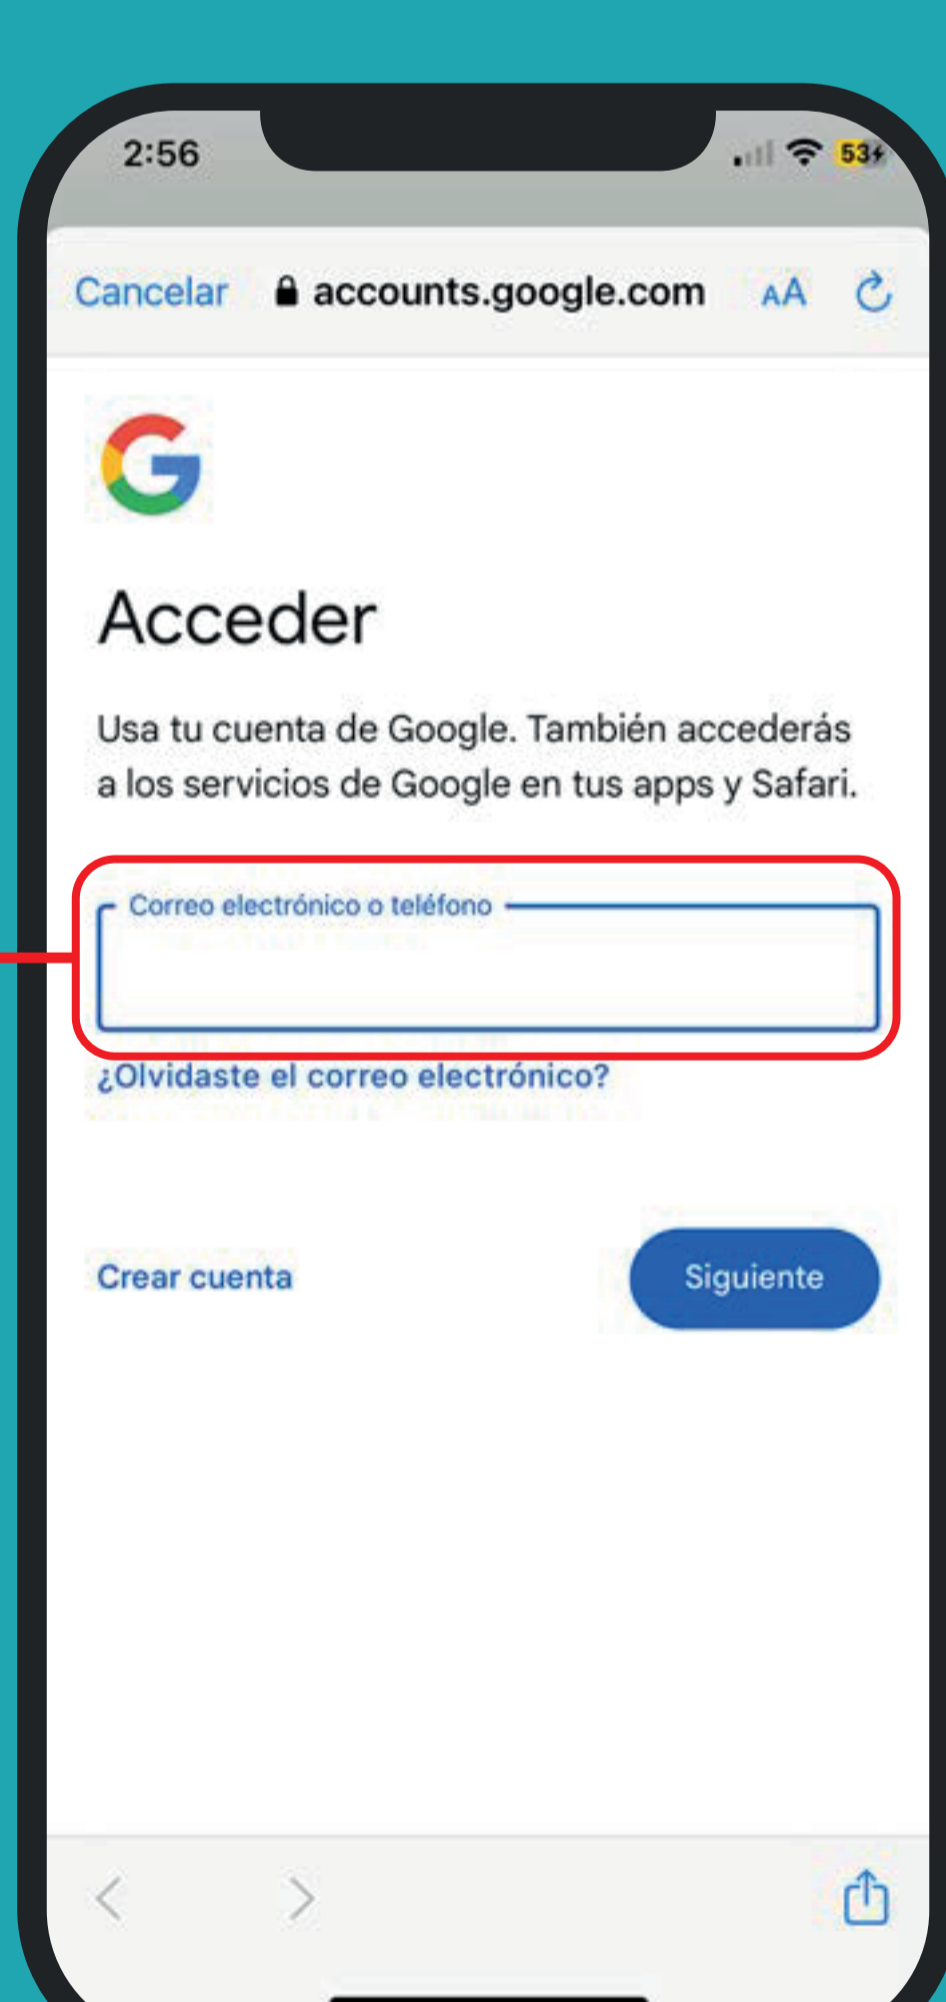 2:56
53
Cancelar accounts.google.com AA
Acceder
Usa tu cuenta de Google. También accederás
a los servicios de Google en tus apps y Safari.
Correo electrónico o teléfono
¿Olvidaste el correo electrónico?
Crear cuenta Siguiente